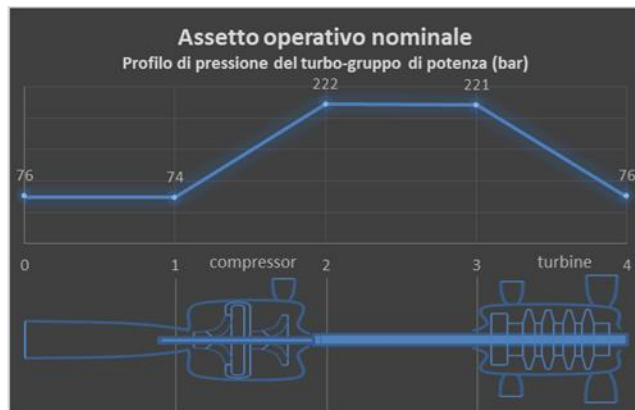 Assetto operativo nominale
Profilo di pressione del turbo-gruppo di potenza (bar)
222
221
76
74
76
0
1
compressor
2
3
turbine
4